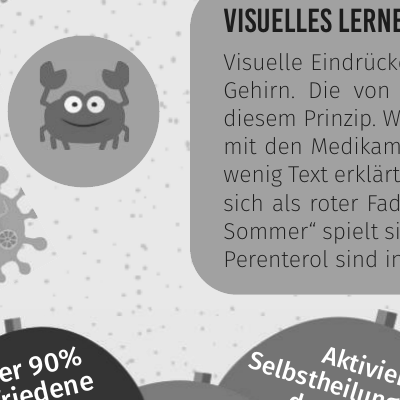 VISUELLES LERNE
Visuelle Eindrück
Gehirn. Die von
diesem Prinzip. W
mit den Medikam
wenig Text erklärt
sich als roter Fad
Sommer“ spielt si
Perenterol sind in
er 90%
riedene
Aktivie
Selbstheilung